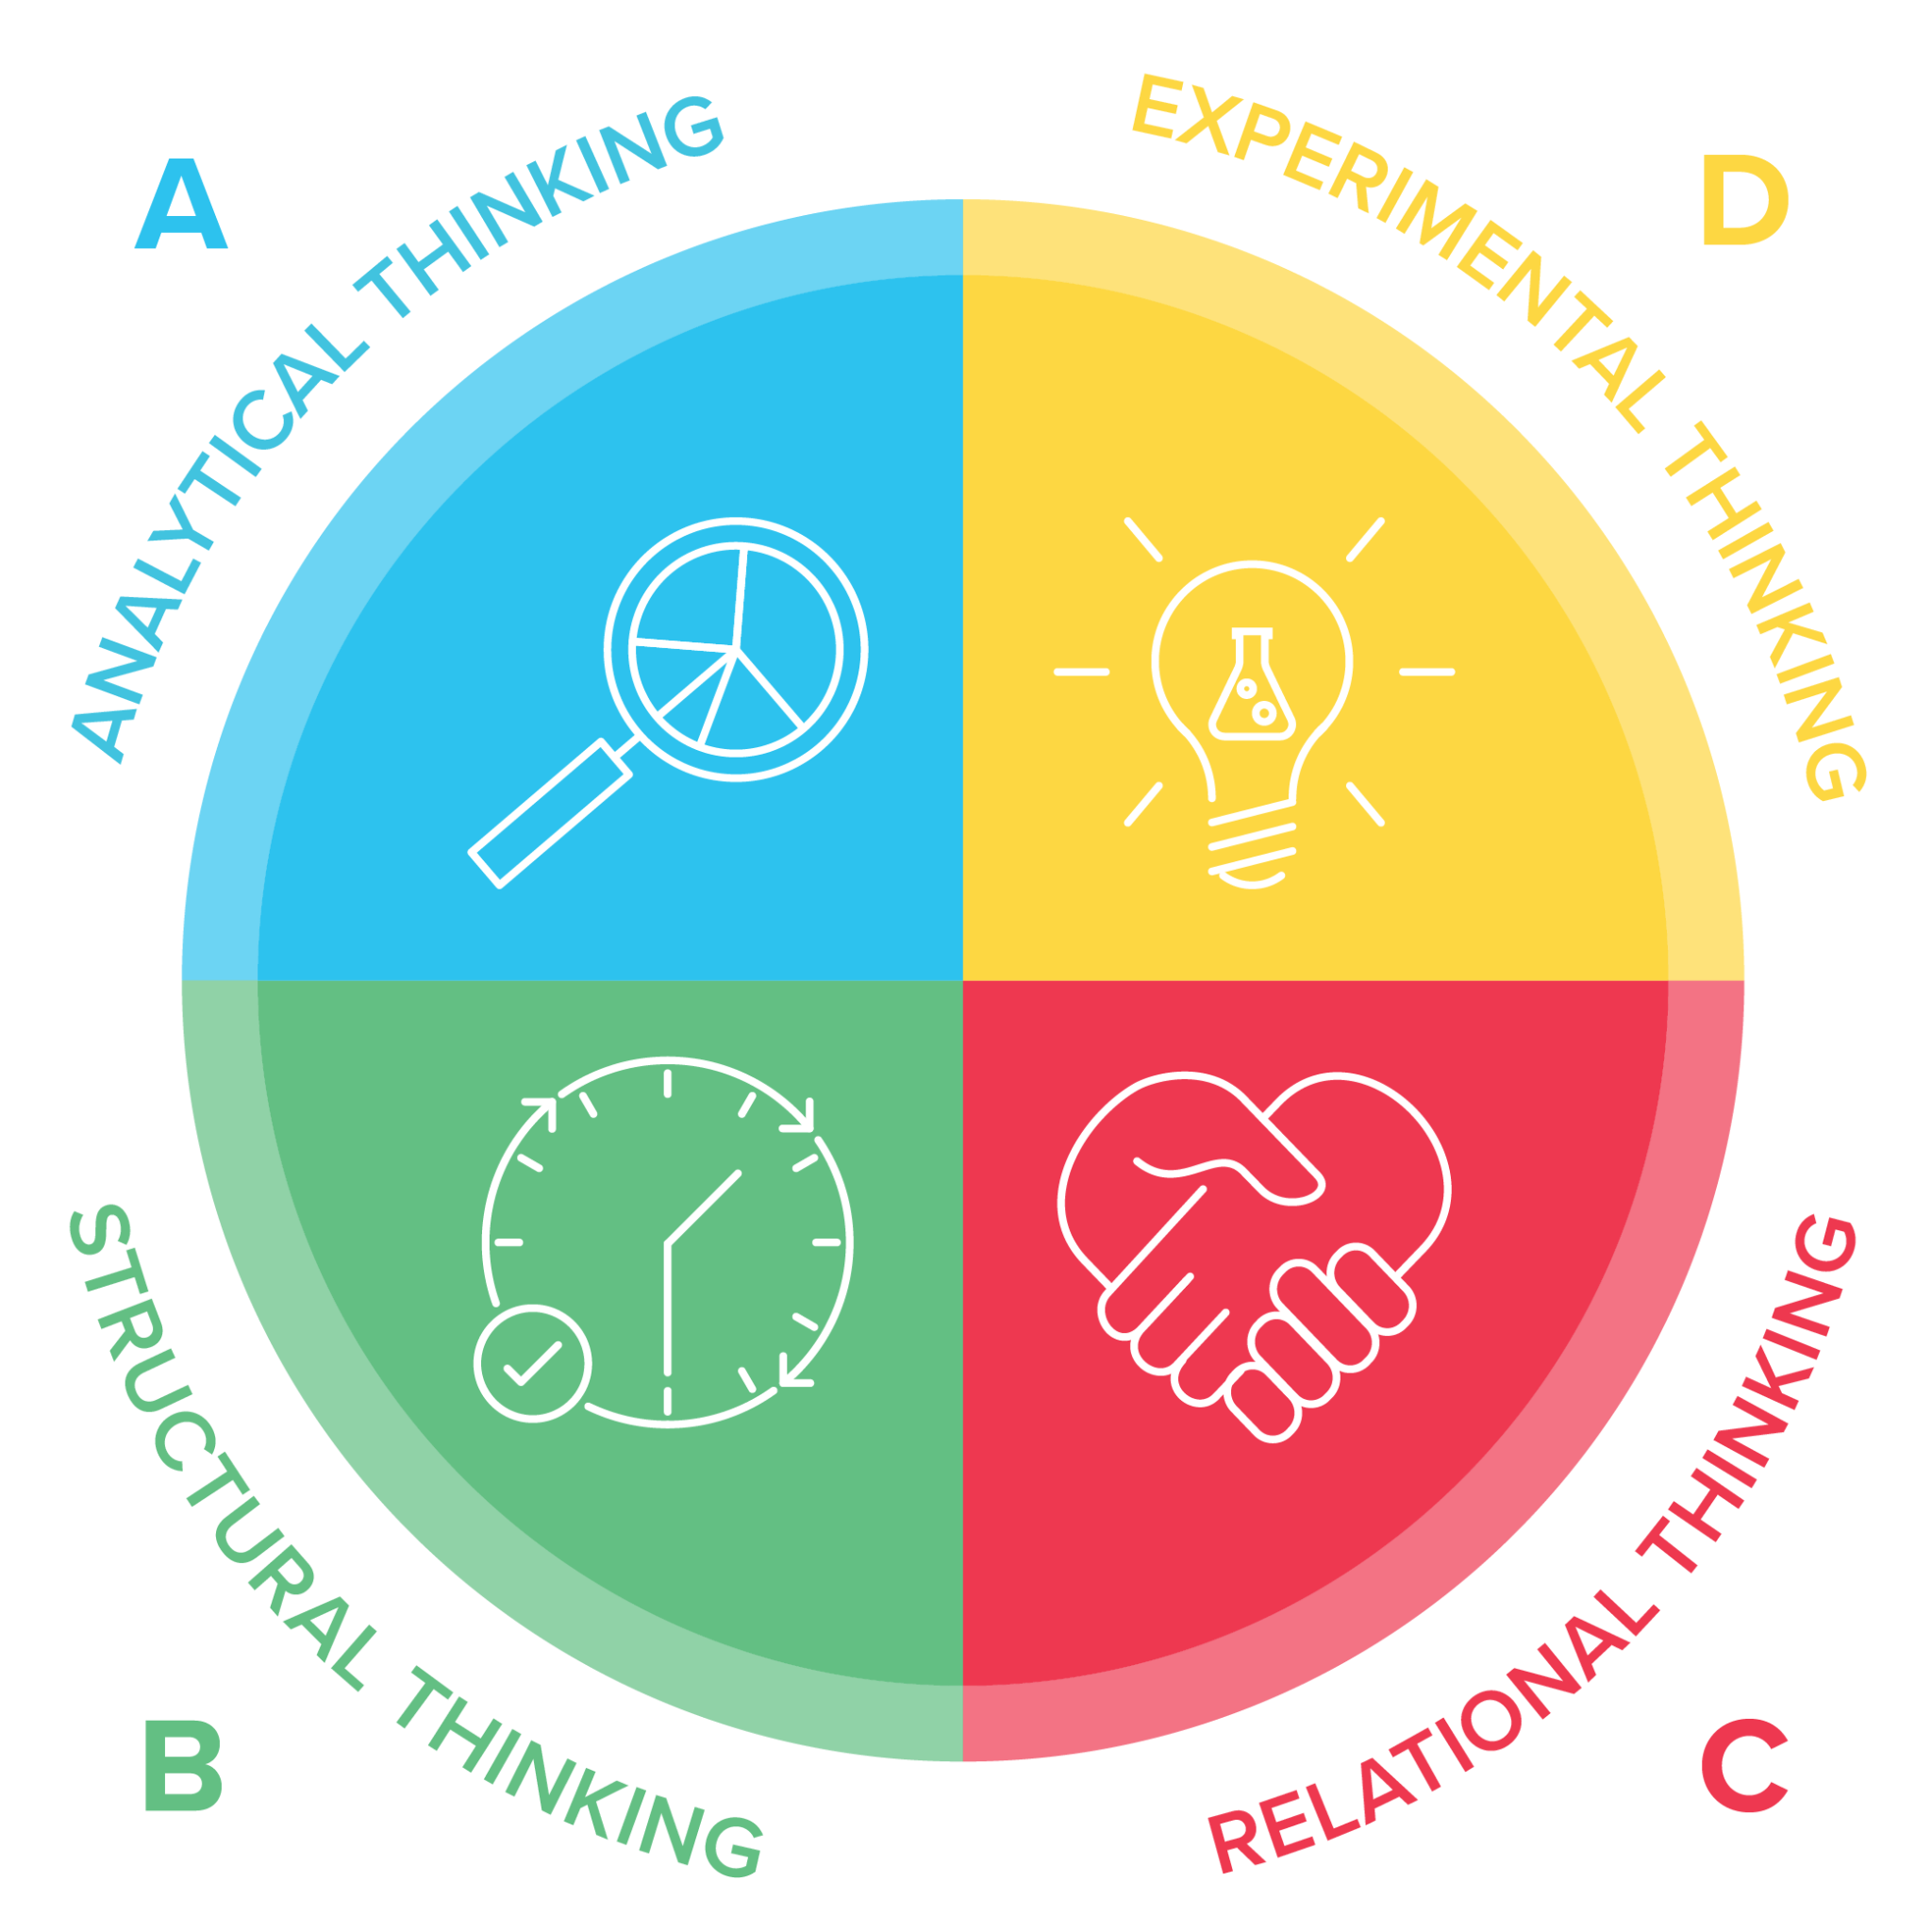 A
ANALYTICAL THINKING
EXPERIMENTAL THINKING
D
B
STRUCTURAL THINKING
RELATIONAL THINKING
C